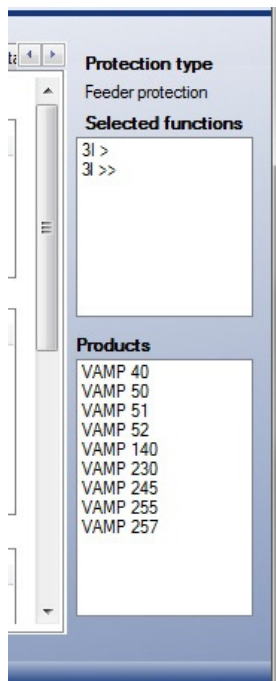 Protection type
Feeder protection
Selected functions
3I >
3I >>
Products
VAMP 40
VAMP 50
VAMP 51
VAMP 52
VAMP 140
VAMP 230
VAMP 245
VAMP 255
VAMP 257